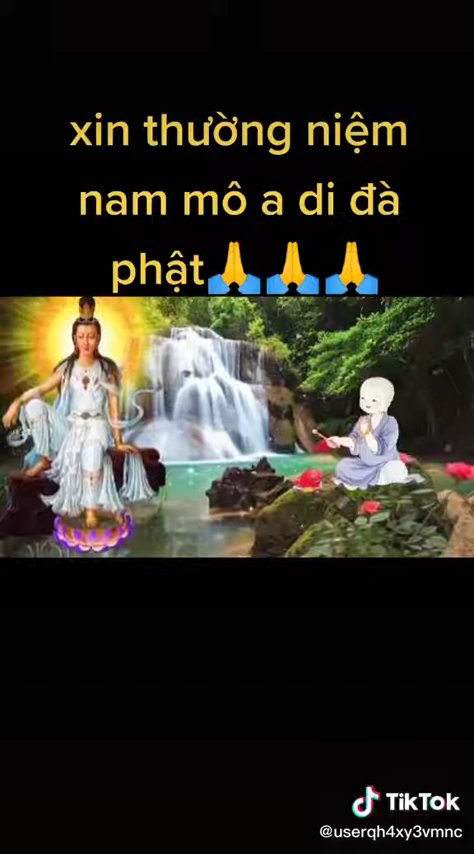 xin thường niệm
nam mô a di đà
phật🙏🙏🙏
TikTok
@userqh4xy3vmnc